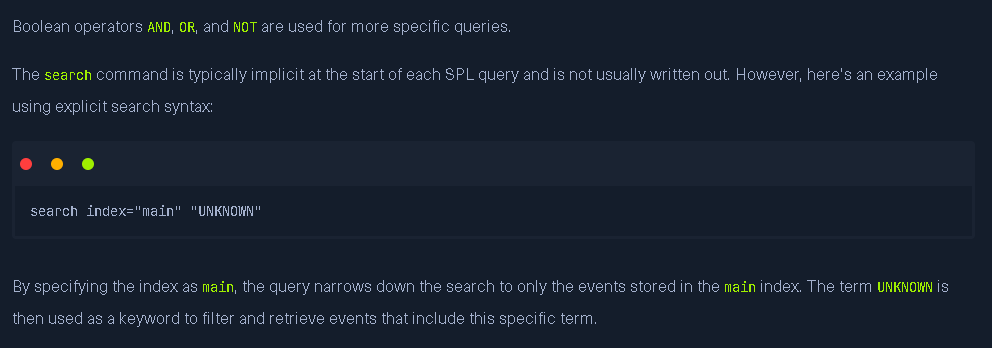 Boolean operators AND, OR, and NOT are used for more specific queries.
The search command is typically implicit at the start of each SPL query and is not usually written out. However, here's an example
using explicit search syntax:
search index="main" "UNKNOWN"
By specifying the index as main, the query narrows down the search to only the events stored in the main index. The term UNKNOWN is
then used as a keyword to filter and retrieve events that include this specific term.